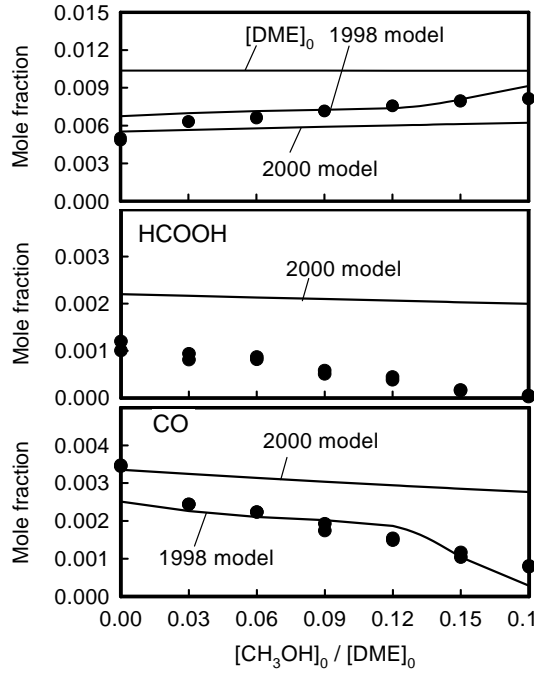 0.015
[DME]₀
1998 model
0.012
0.009
0.006
0.003
2000 model
0.000
Mole fraction
HCOOH
0.003
2000 model
0.002
0.001
0.000
Mole fraction
CO
0.004
2000 model
0.003
0.002
0.001
1998 model
0.000
Mole fraction
0.00 0.03 0.06 0.09 0.12 0.15 0.1
[CH₃OH]₀ / [DME]₀